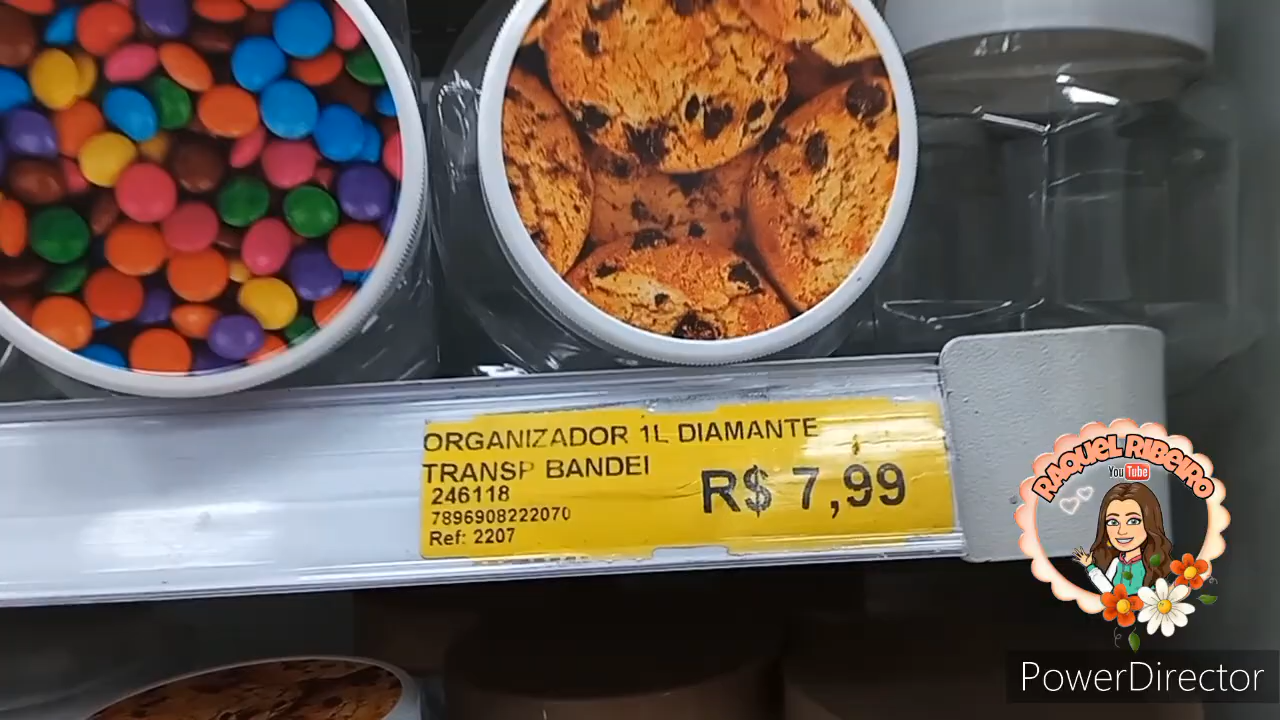 ORGANIZADOR 1L DIAMANTE
TRANSP BANDEI
246118
7896908222070
Ref: 2207
R$ 7,99
RAQUEL RIBEIRO
YouTube
PowerDirector